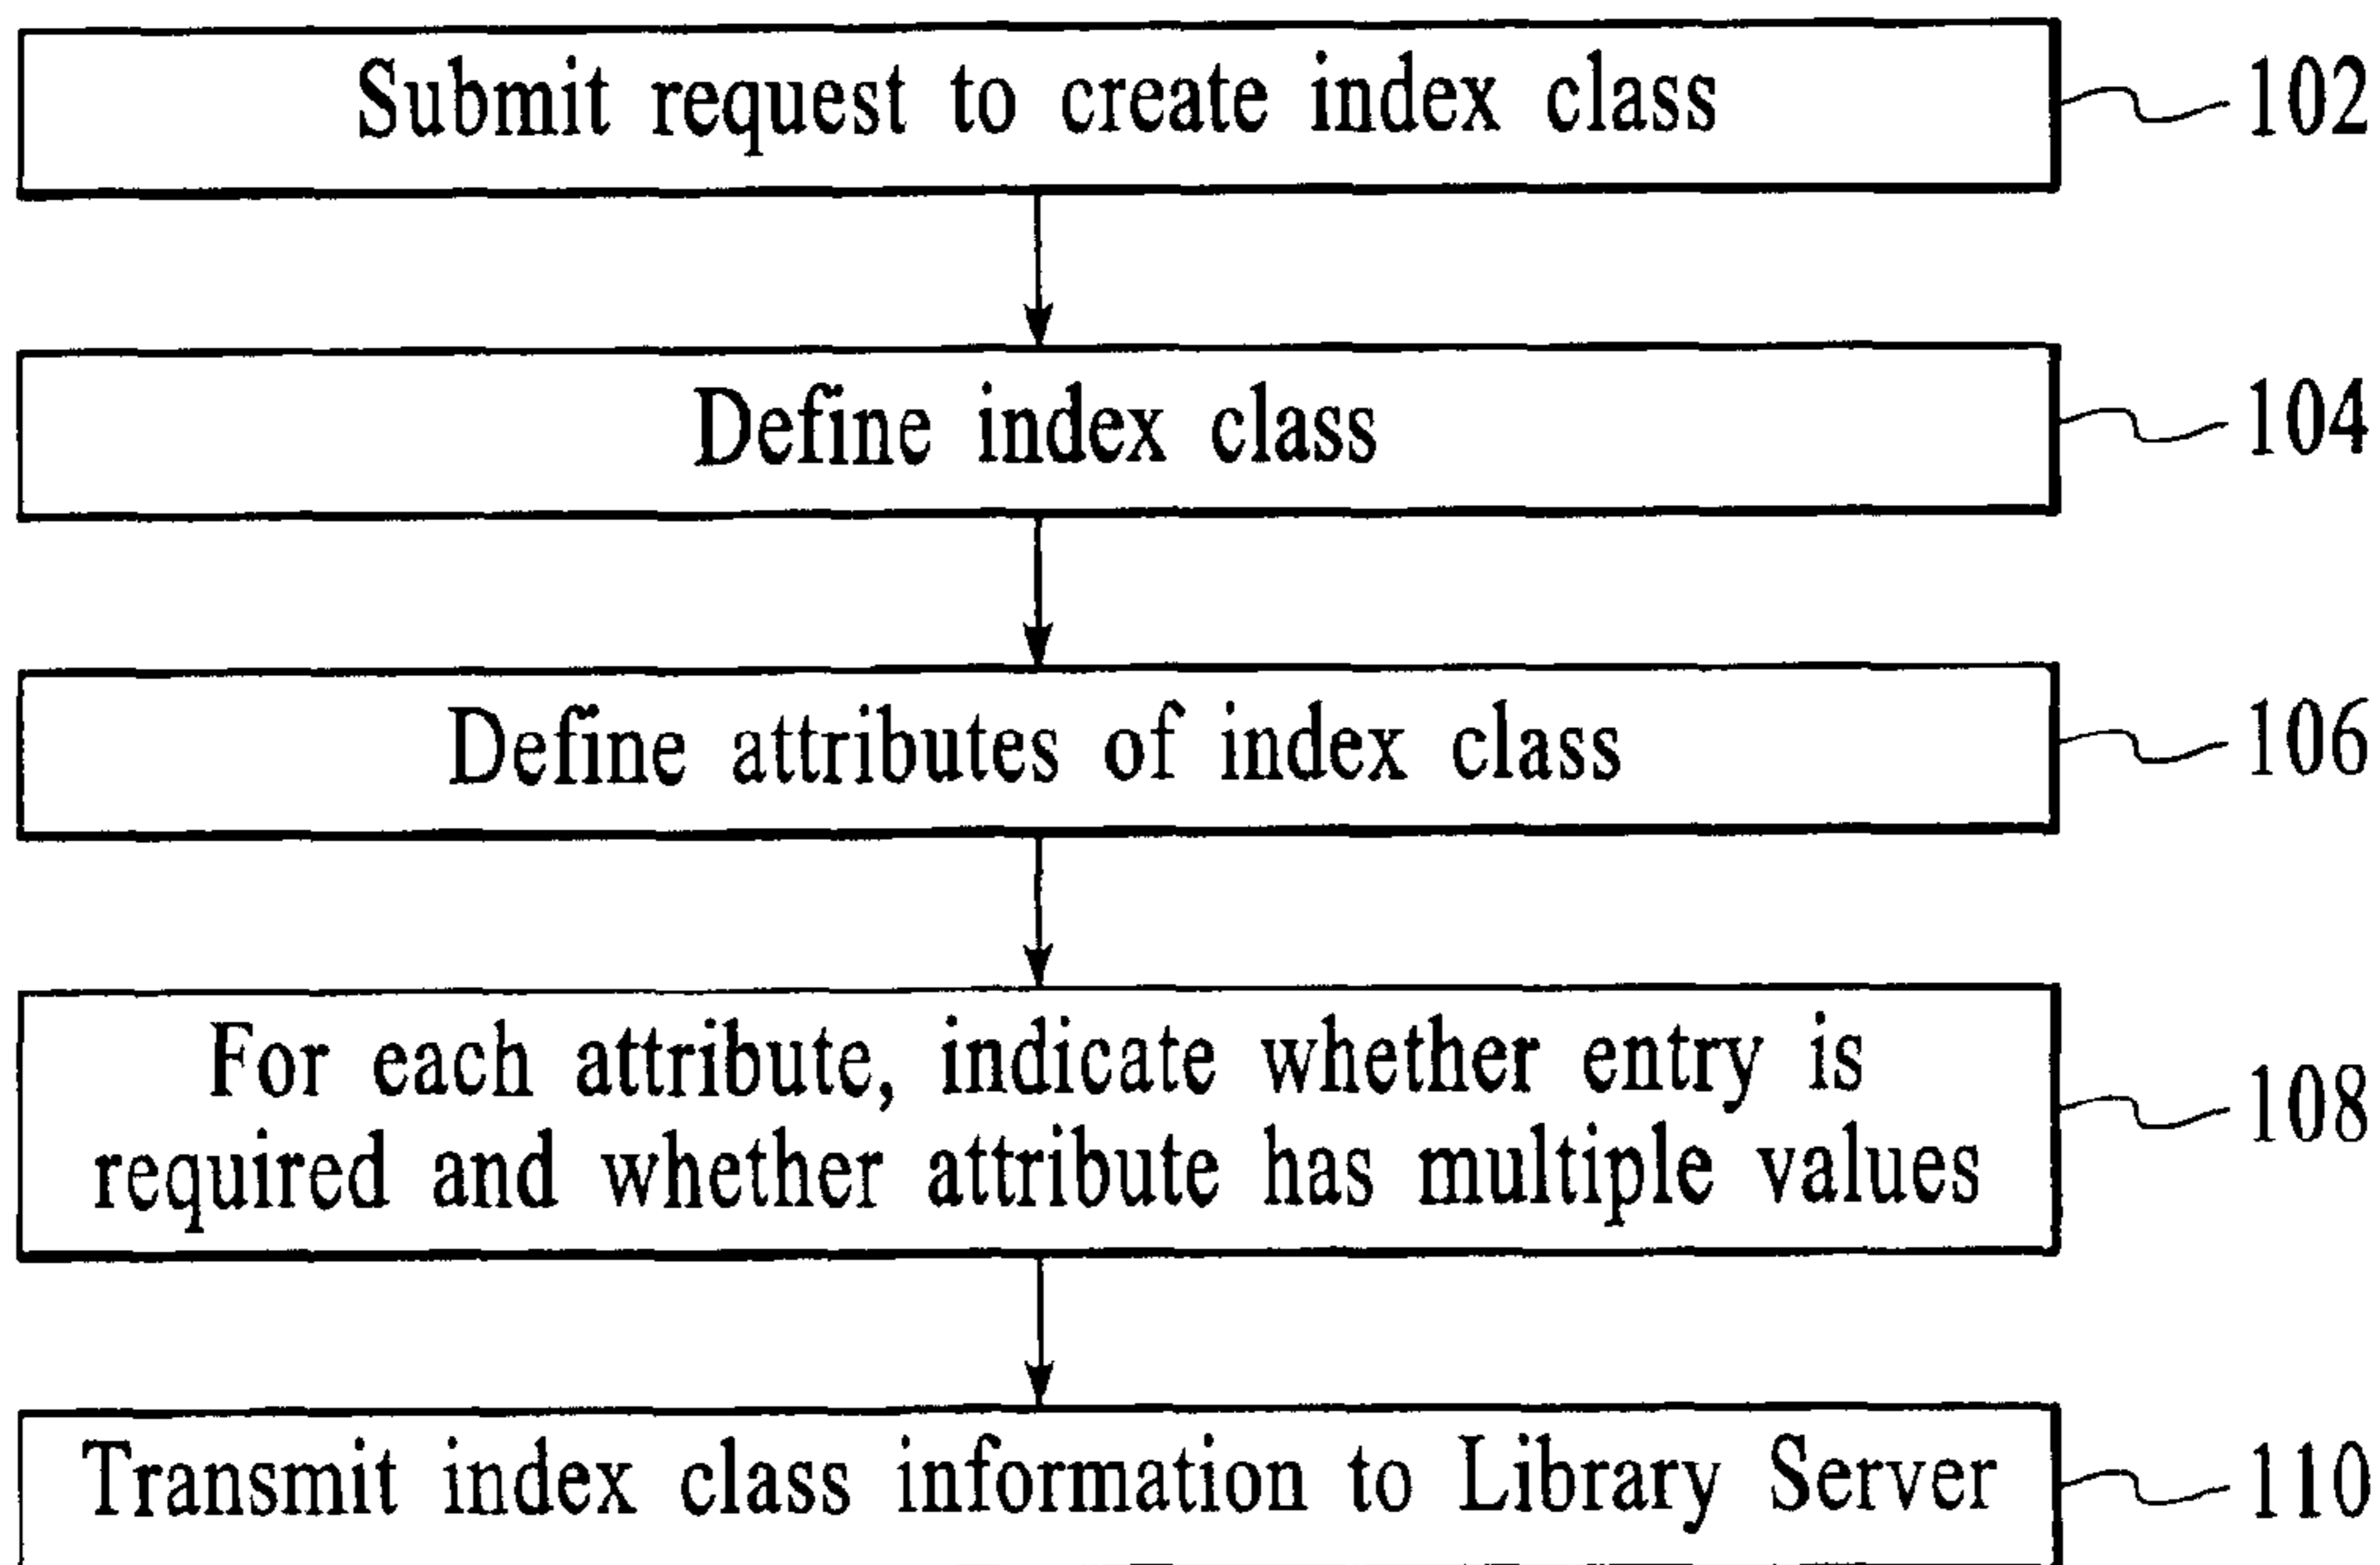 Submit request to create index class
102
Define index class
104
Define attributes of index class
106
For each attribute, indicate whether entry is
required and whether attribute has multiple values
108
Transmit index class information to Library Server
110